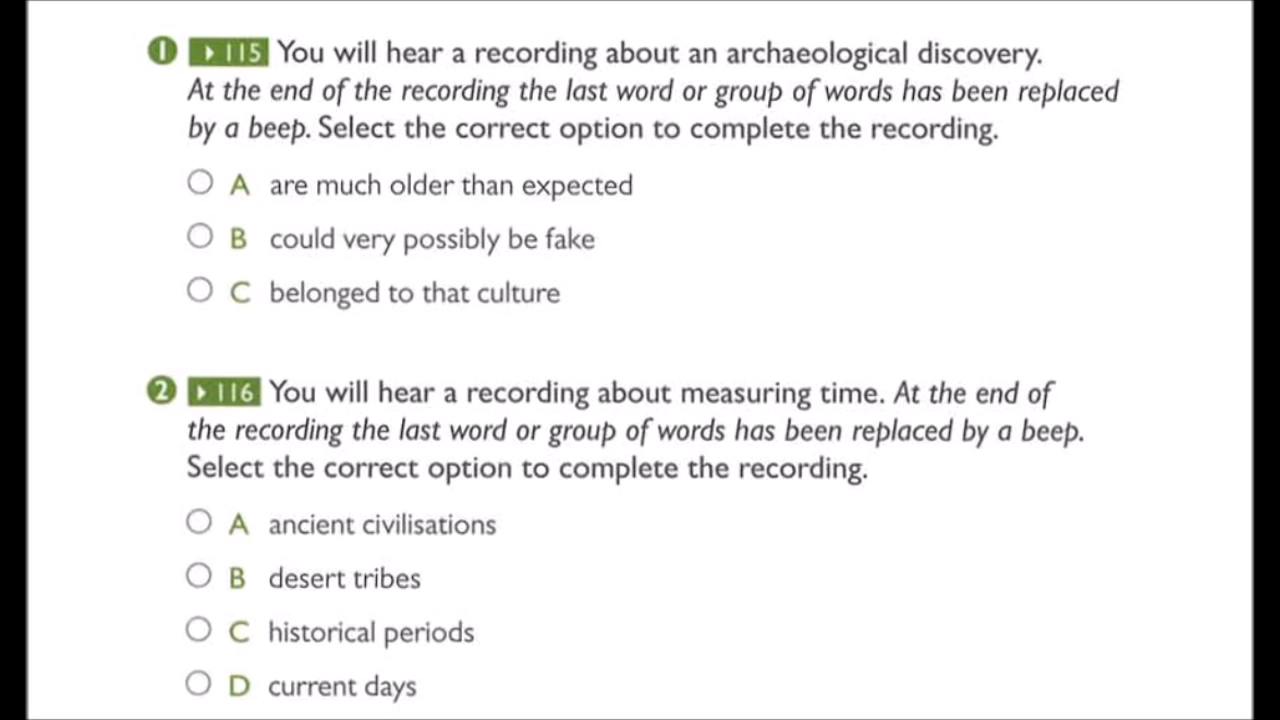 1 ▸115 You will hear a recording about an archaeological discovery.
At the end of the recording the last word or group of words has been replaced
by a beep. Select the correct option to complete the recording.
A are much older than expected
B could very possibly be fake
C belonged to that culture
2 ▸116 You will hear a recording about measuring time. At the end of
the recording the last word or group of words has been replaced by a beep.
Select the correct option to complete the recording.
A ancient civilisations
B desert tribes
C historical periods
D current days